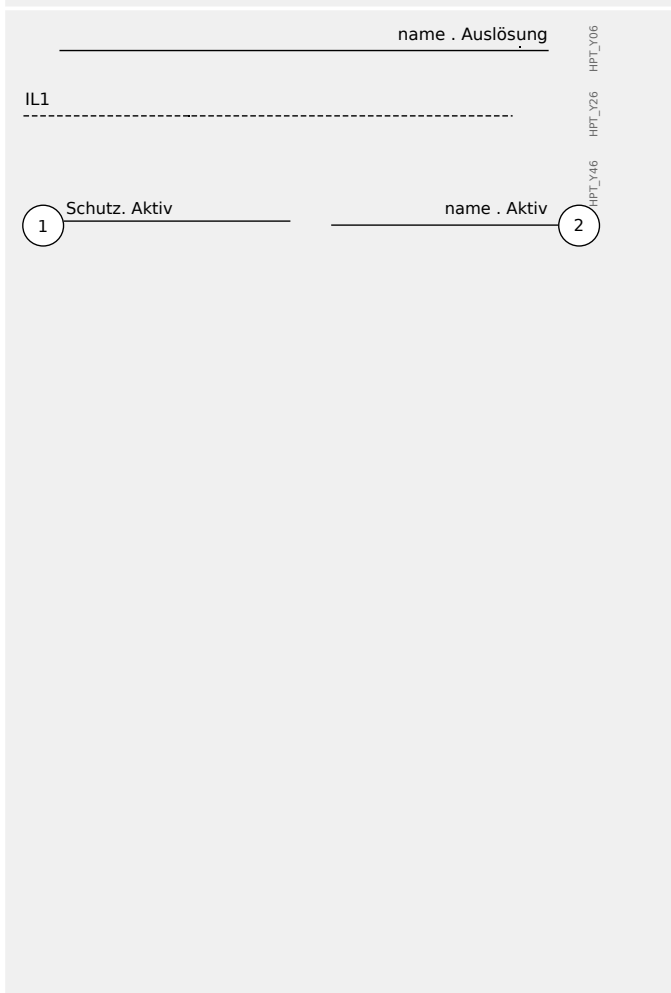 name . Auslösung
HPT_Y06
IL1
HPT_Y26
HPT_Y46
1
Schutz. Aktiv
name . Aktiv
2